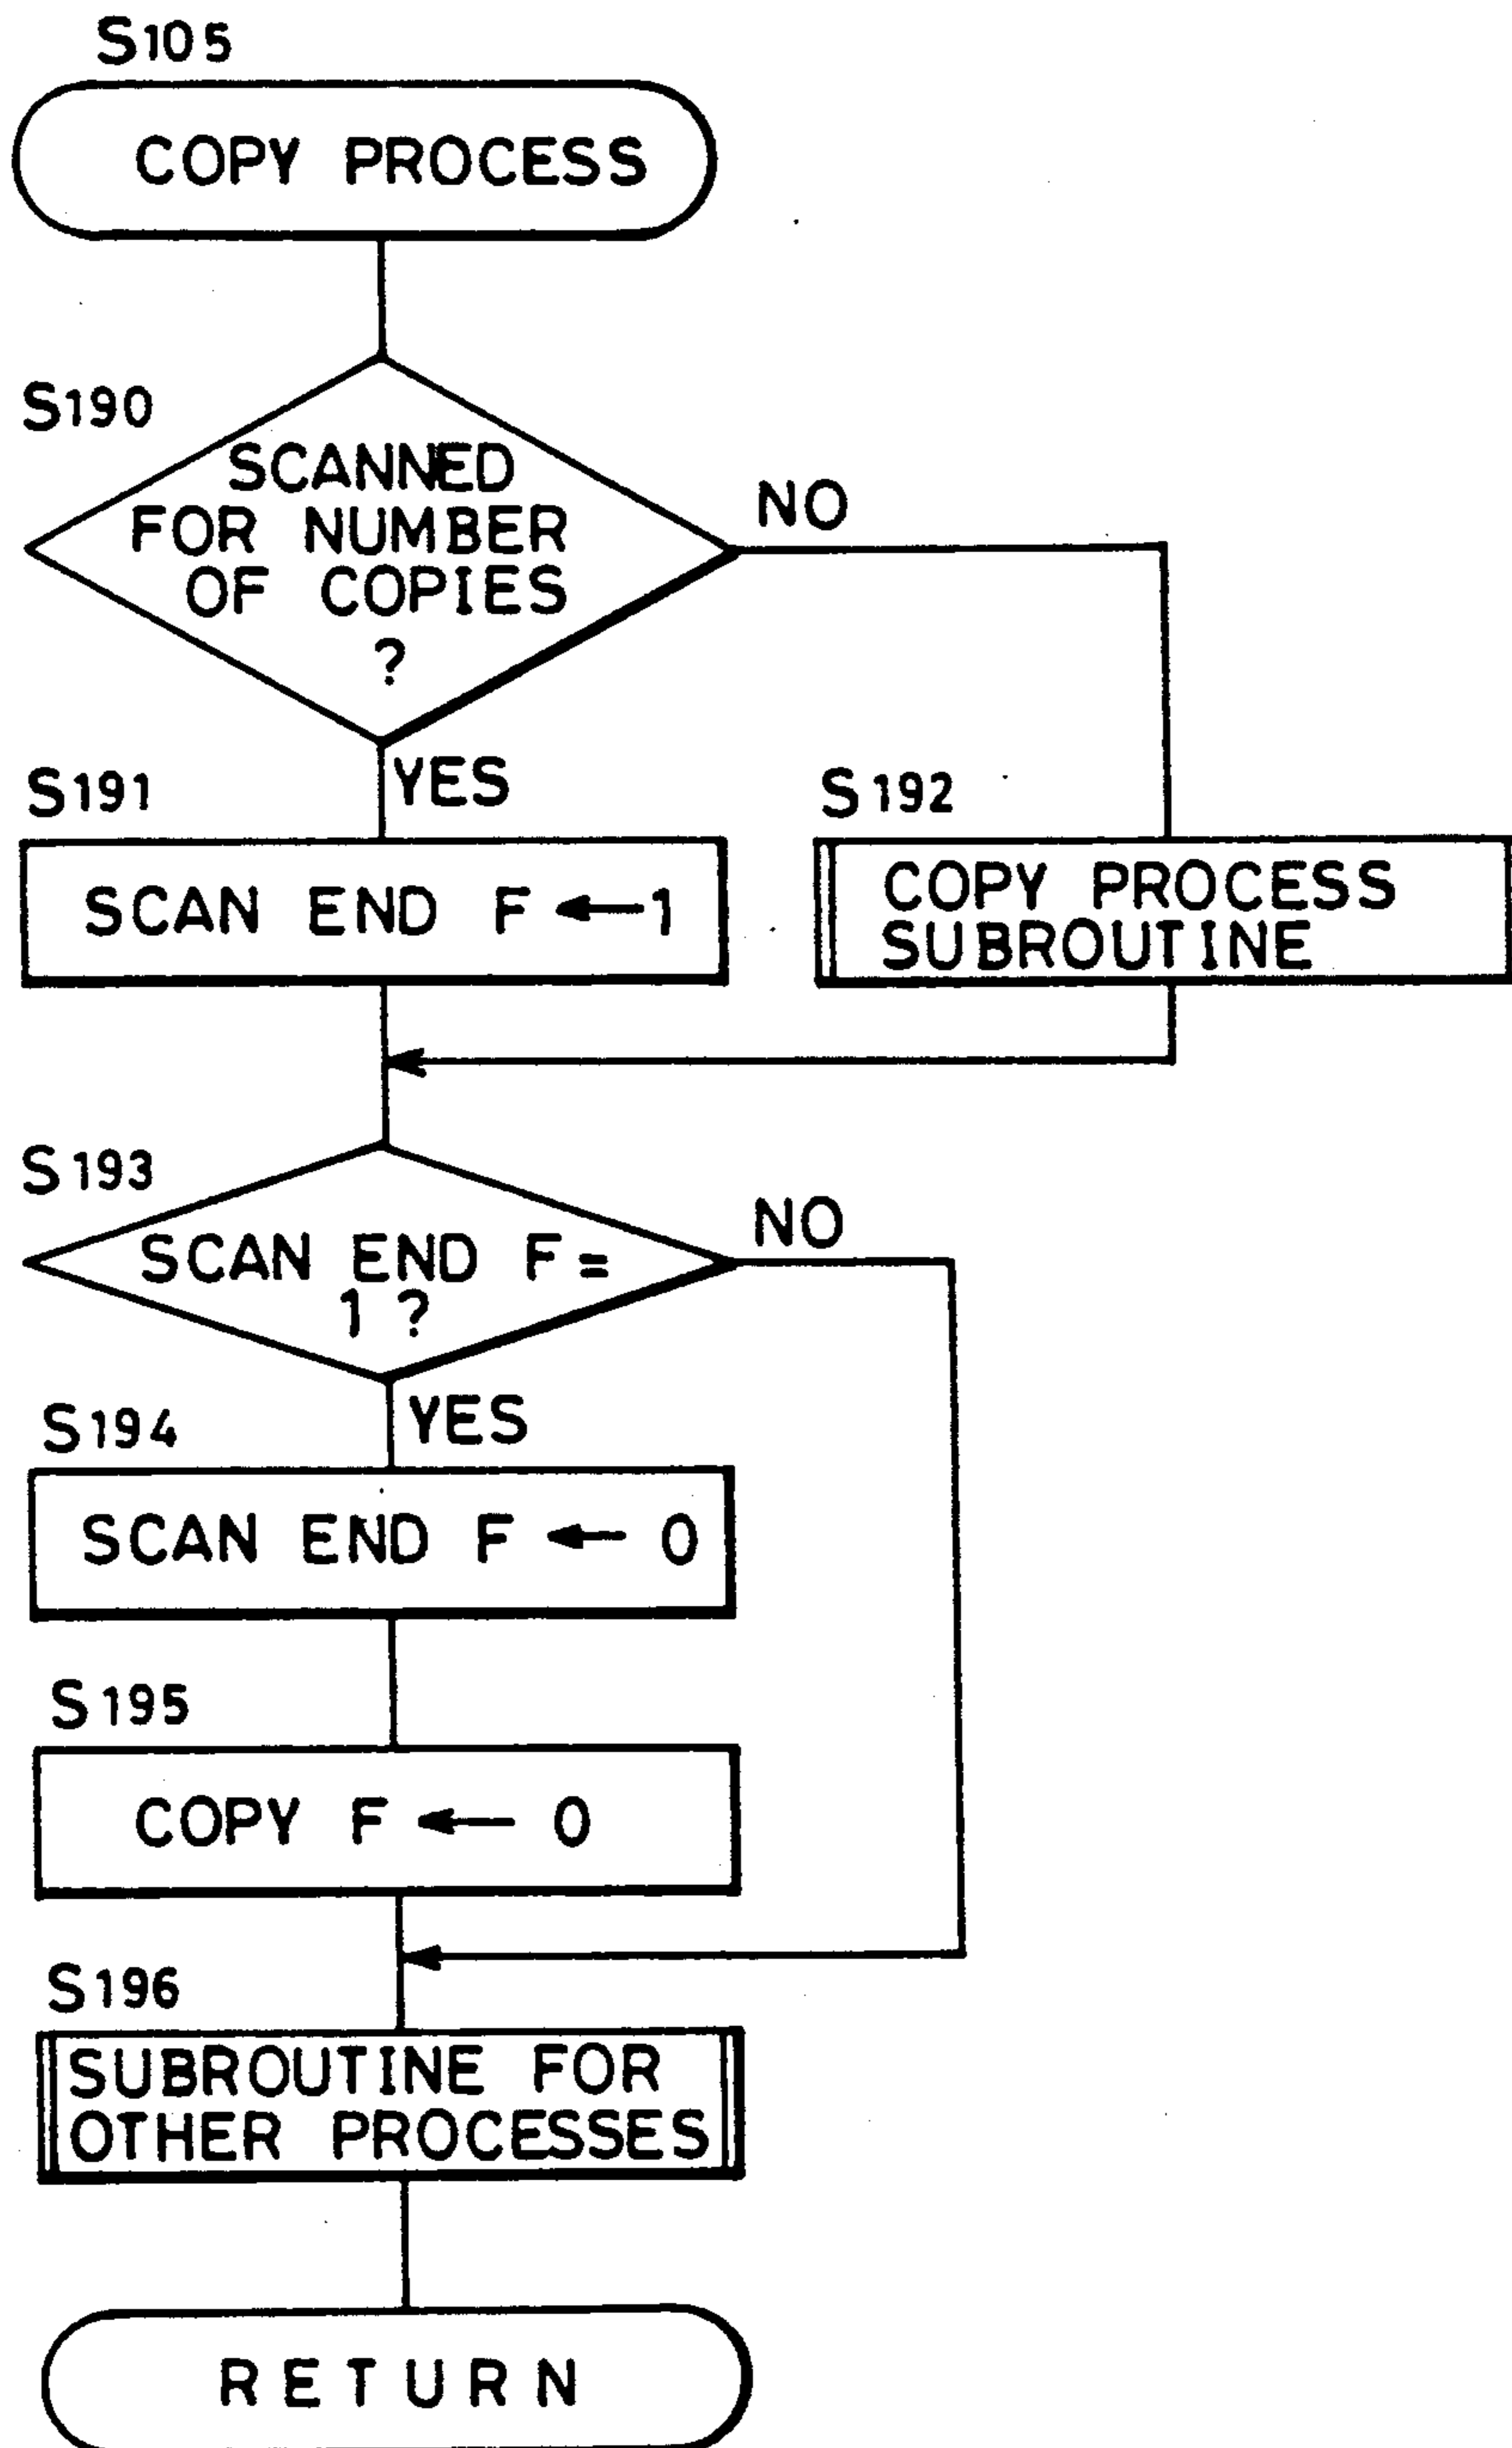 S105
COPY PROCESS
S190
SCANNED
FOR NUMBER
OF COPIES
?
NO
YES
S191
SCAN END F ← 1
S192
COPY PROCESS
SUBROUTINE
S193
SCAN END F =
1 ?
NO
YES
S194
SCAN END F ← 0
S195
COPY F ← 0
S196
SUBROUTINE FOR
OTHER PROCESSES
RETURN